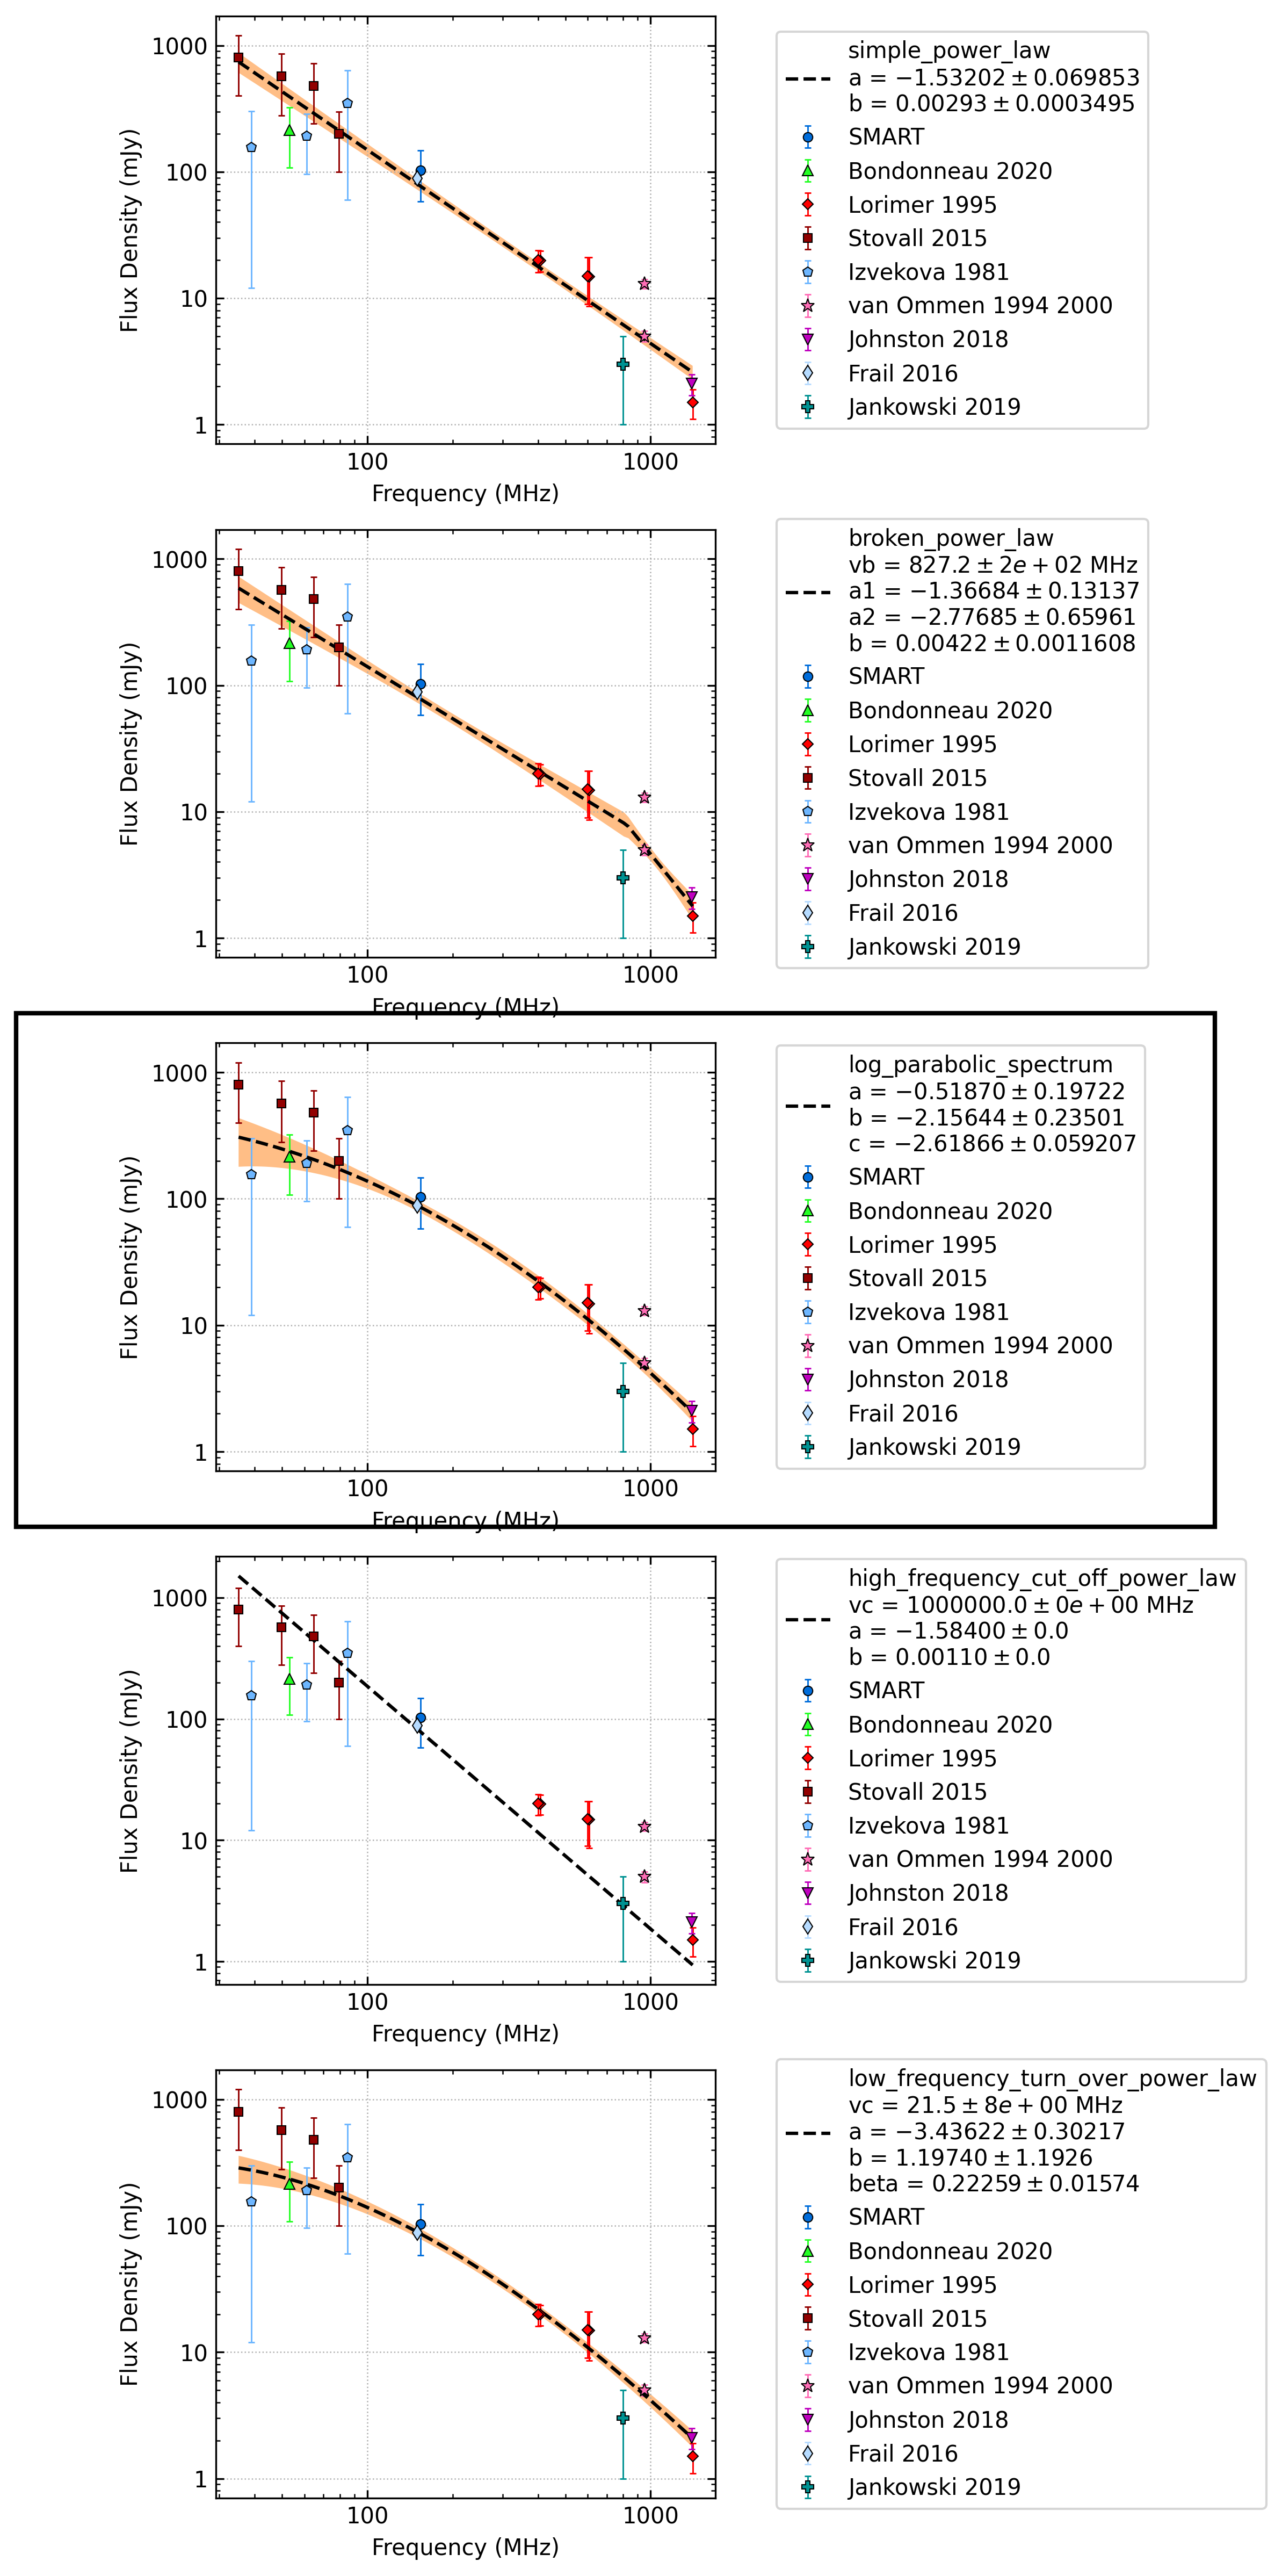 1000
100
10
1
Flux Density (mJy)
100
1000
Frequency (MHz)
simple_power_law
a = −1.53202 ± 0.069853
b = 0.00293 ± 0.0003495
SMART
Bondonneau 2020
Lorimer 1995
Stovall 2015
Izvekova 1981
van Ommen 1994 2000
Johnston 2018
Frail 2016
Jankowski 2019
1000
100
10
1
Flux Density (mJy)
100
1000
Frequency (MHz)
broken_power_law
vb = 827.2 ± 2e + 02 MHz
a1 = −1.36684 ± 0.13137
a2 = −2.77685 ± 0.65961
b = 0.00422 ± 0.0011608
SMART
Bondonneau 2020
Lorimer 1995
Stovall 2015
Izvekova 1981
van Ommen 1994 2000
Johnston 2018
Frail 2016
Jankowski 2019
1000
100
10
1
Flux Density (mJy)
100
1000
Frequency (MHz)
log_parabolic_spectrum
a = −0.51870 ± 0.19722
b = −2.15644 ± 0.23501
c = −2.61866 ± 0.059207
SMART
Bondonneau 2020
Lorimer 1995
Stovall 2015
Izvekova 1981
van Ommen 1994 2000
Johnston 2018
Frail 2016
Jankowski 2019
1000
100
10
1
Flux Density (mJy)
100
1000
Frequency (MHz)
high_frequency_cut_off_power_law
vc = 1000000.0 ± 0e + 00 MHz
a = −1.58400 ± 0.0
b = 0.00110 ± 0.0
SMART
Bondonneau 2020
Lorimer 1995
Stovall 2015
Izvekova 1981
van Ommen 1994 2000
Johnston 2018
Frail 2016
Jankowski 2019
1000
100
10
1
Flux Density (mJy)
100
1000
Frequency (MHz)
low_frequency_turn_over_power_law
vc = 21.5 ± 8e + 00 MHz
a = −3.43622 ± 0.30217
b = 1.19740 ± 1.1926
beta = 0.22259 ± 0.01574
SMART
Bondonneau 2020
Lorimer 1995
Stovall 2015
Izvekova 1981
van Ommen 1994 2000
Johnston 2018
Frail 2016
Jankowski 2019